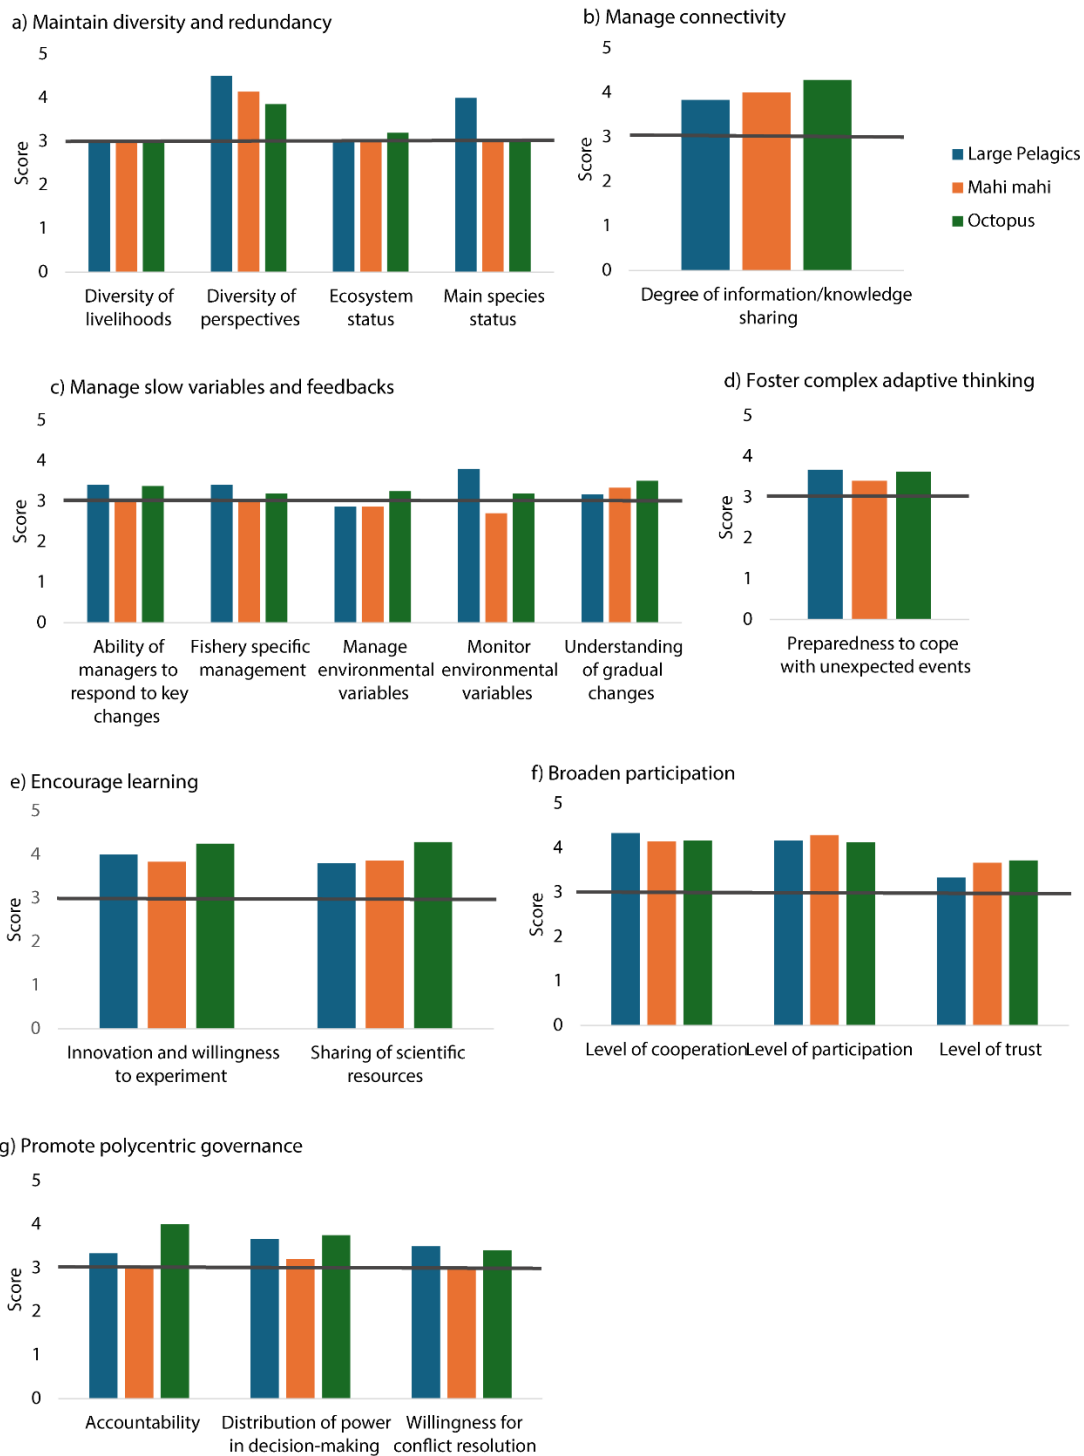 a) Maintain diversity and redundancy
5
4
3
2
1
0
Score
Diversity of
livelihoods
Diversity of
perspectives
Ecosystem
status
Main species
status
b) Manage connectivity
5
4
3
2
1
0
Score
Degree of information/knowledge
sharing
Large Pelagics
Mahi mahi
Octopus
c) Manage slow variables and feedbacks
5
4
3
2
1
0
Score
Ability of
managers to
respond to key
changes
Fishery specific
management
Manage
environmental
variables
Monitor
environmental
variables
Understanding
of gradual
changes
d) Foster complex adaptive thinking
5
4
3
2
1
0
Score
Preparedness to cope
with unexpected events
e) Encourage learning
5
4
3
2
1
0
Score
Innovation and willingness
to experiment
Sharing of scientific
resources
f) Broaden participation
5
4
3
2
1
0
Score
Level of cooperation
Level of participation
Level of trust
g) Promote polycentric governance
5
4
3
2
1
0
Score
Accountability
Distribution of power
in decision-making
Willingness for
conflict resolution